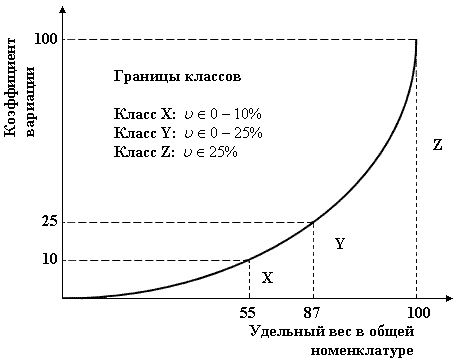 Коэффициент
вариации
100
Границы классов
Класс X: υ ∈ 0 – 10%
Класс Y: υ ∈ 0 – 25%
Класс Z: υ ∈ 25%
Z
25
Y
10
X
55
87
100
Удельный вес в общей
номенклатуре